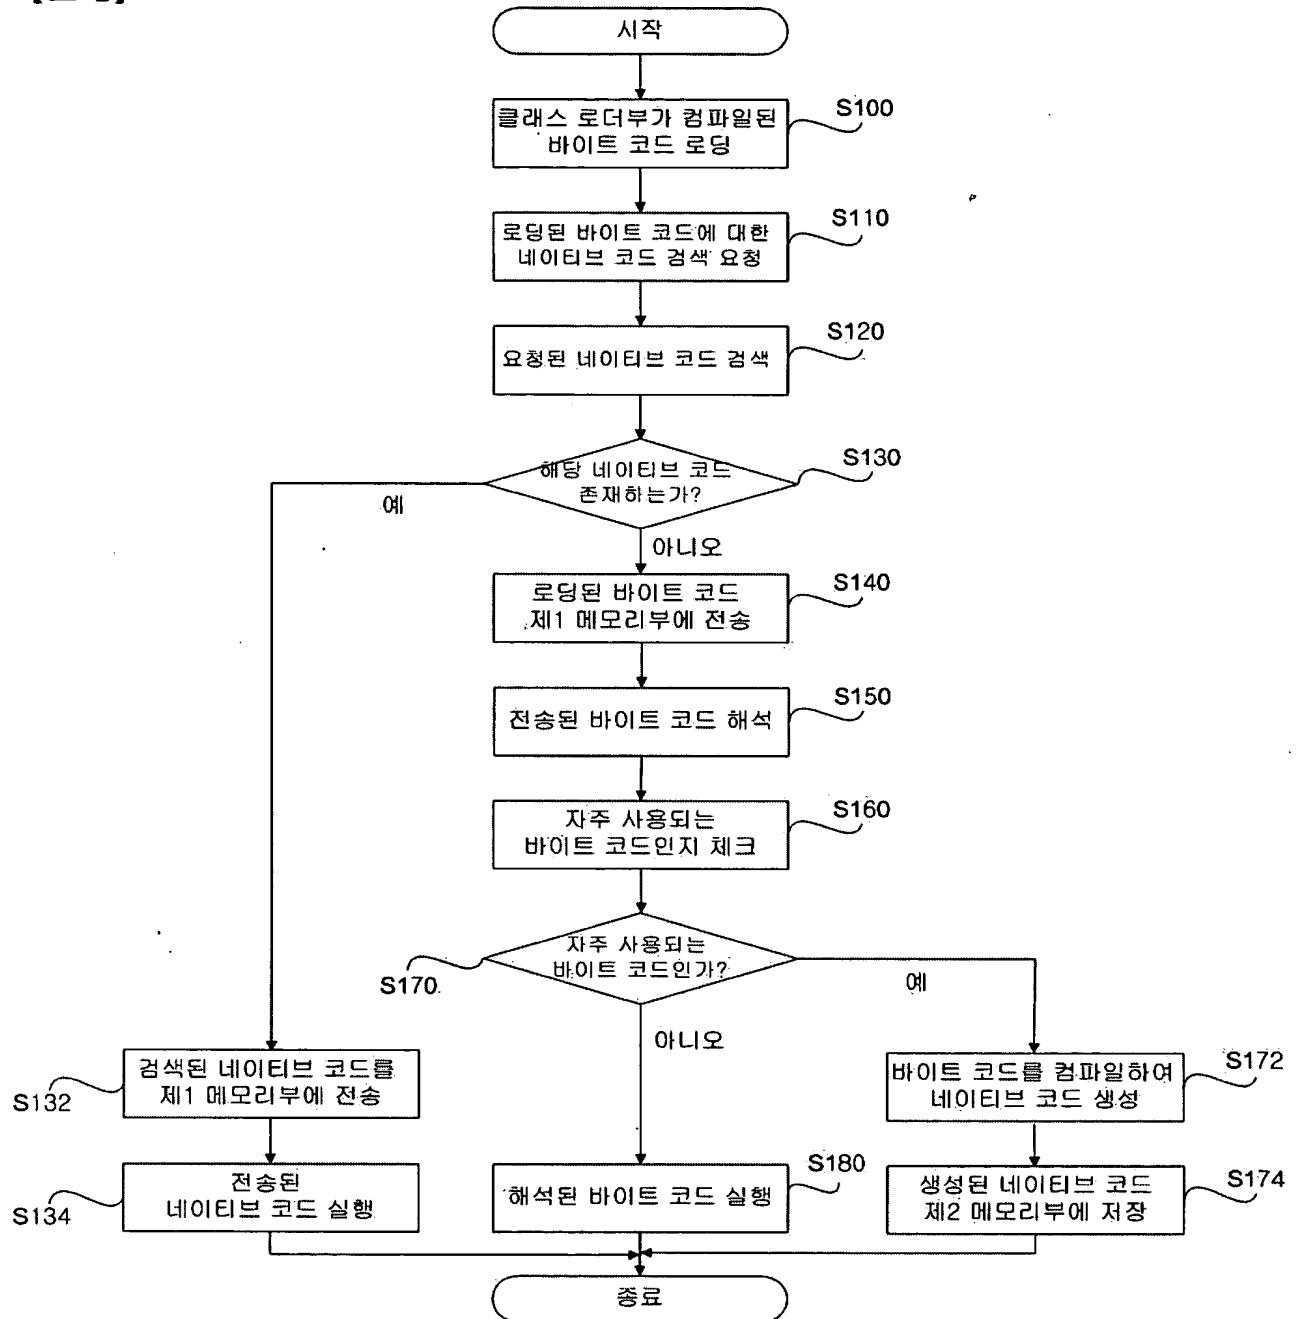 시작
클래스 로더부가 컴파일된
바이트 코드 로딩
S100
로딩된 바이트 코드에 대한
네이티브 코드 검색 요청
S110
요청된 네이티브 코드 검색
S120
해당 네이티브 코드
존재하는가?
S130
예
아니오
로딩된 바이트 코드
제1 메모리부에 전송
S140
전송된 바이트 코드 해석
S150
자주 사용되는
바이트 코드인지 체크
S160
자주 사용되는
바이트 코드인가?
S170
예
아니오
검색된 네이티브 코드를
제1 메모리부에 전송
S132
바이트 코드를 컴파일하여
네이티브 코드 생성
S172
전송된
네이티브 코드 실행
S134
해석된 바이트 코드 실행
S180
생성된 네이티브 코드
제2 메모리부에 저장
S174
종료